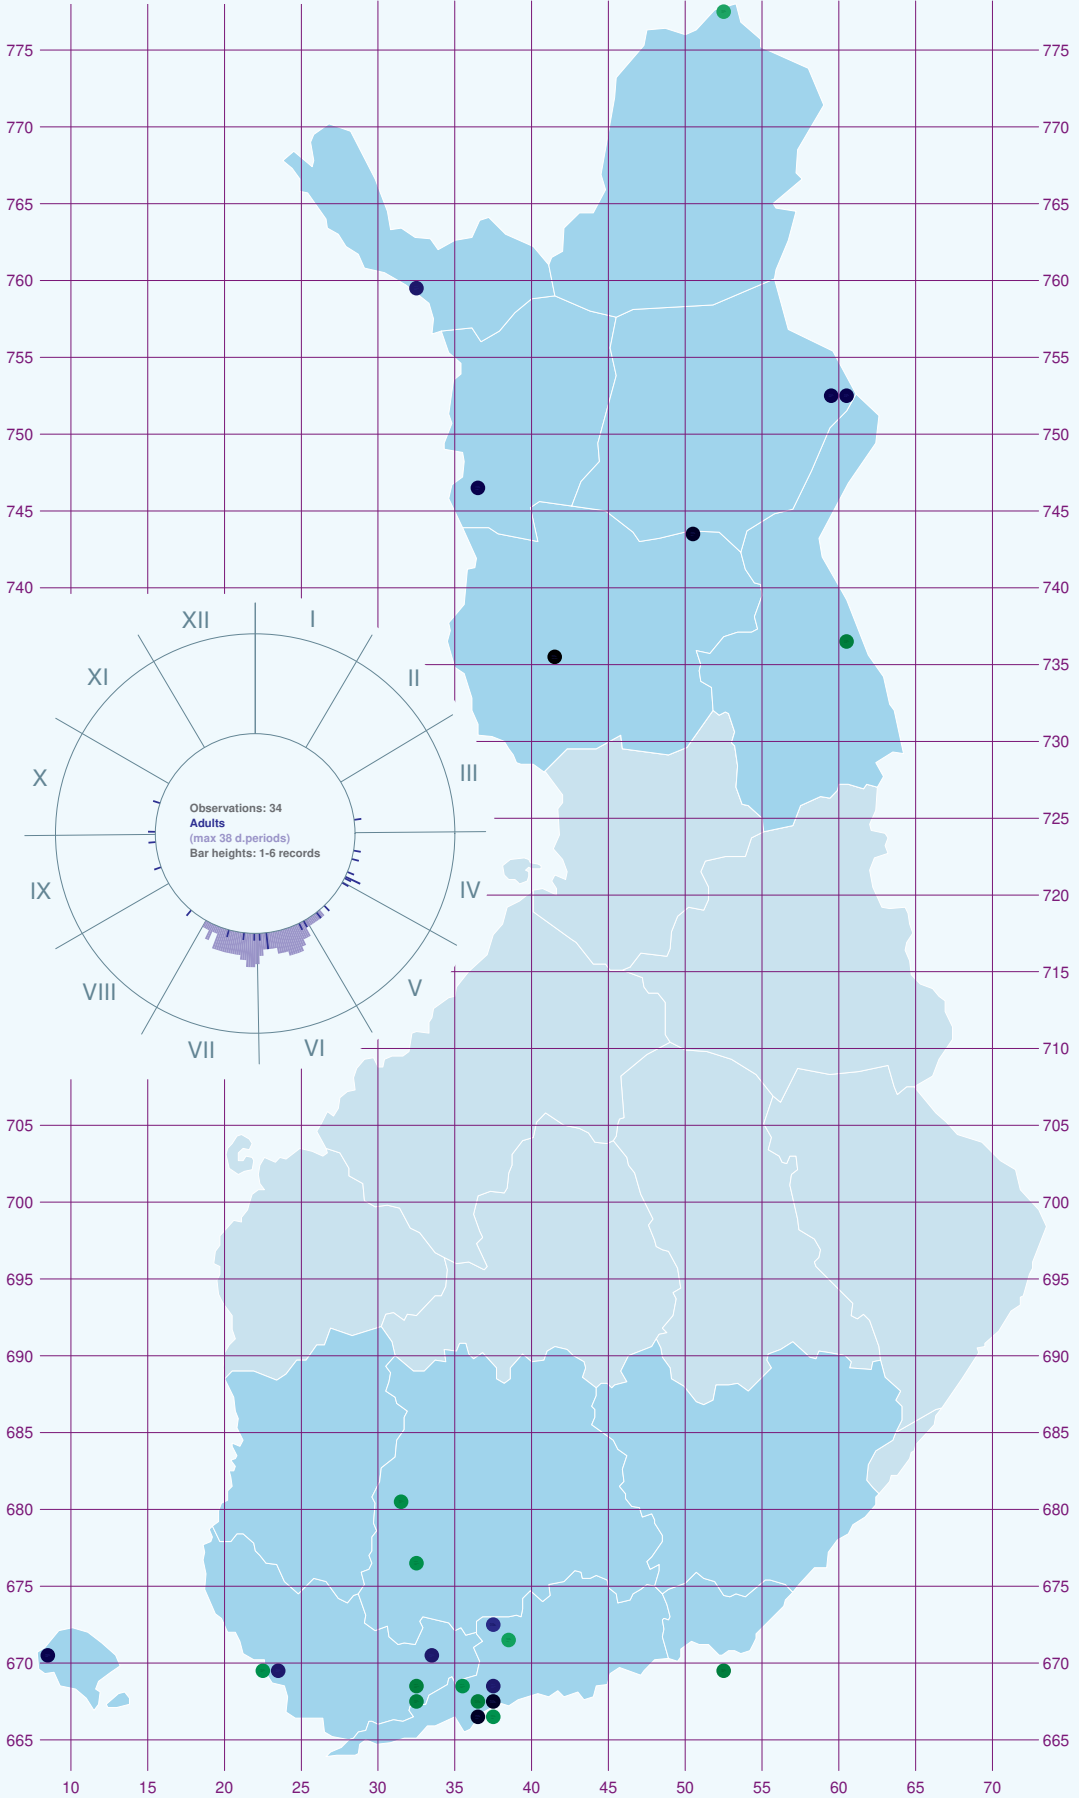 775 775
770 770
765 765
760 760
755 755
750 750
745 745
740 740
XII I
XI II
735
730
X III
Observations: 34
Adults
(max 38 d.periods)
Bar heights: 1-6 records
725
IX IV
720
VIII V
715
VII VI
710
705 705
700 700
695 695
690 690
685 685
680 680
675 675
670 670
665 665
10 15 20 25 30 35 40 45 50 55 60 65 70